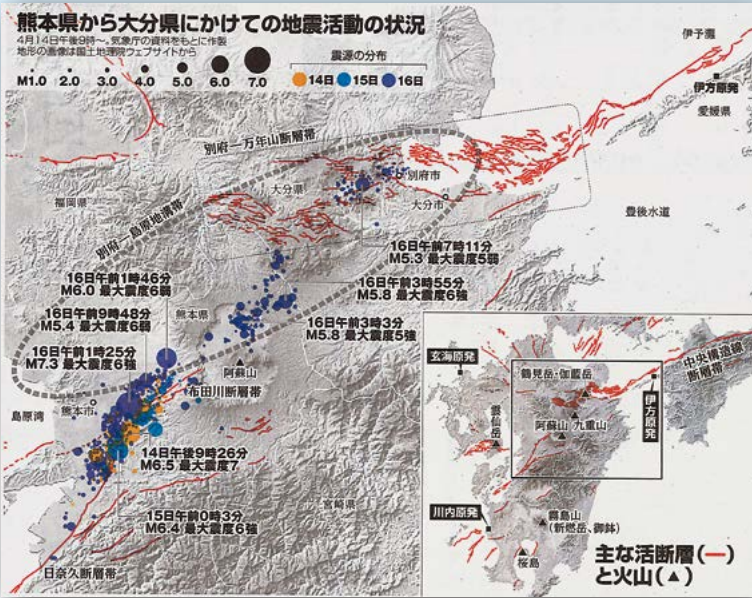 熊本県から大分県にかけての地震活動の状況
4月14日午後9時～。気象庁の資料をもとに作製
地形の画像は国土地理院ウェブサイトから
M1.0 2.0 3.0 4.0 5.0 6.0 7.0
震源の分布
14日 15日 16日
伊予灘
伊方原発
愛媛県
別府－万年山断層帯
別府市
大分県
大分市
福岡県
豊後水道
別府－島原地溝帯
16日午前7時11分
M5.3 最大震度5弱
16日午前1時46分
M6.0 最大震度6弱
16日午前3時55分
M5.8 最大震度6強
16日午前9時48分
M5.4 最大震度6弱
熊本県
16日午前3時3分
M5.8 最大震度5強
16日午前1時25分
M7.3 最大震度6強
阿蘇山
布田川断層帯
島原湾
熊本市
14日午後9時26分
M6.5 最大震度7
15日午前0時3分
M6.4 最大震度6強
宮崎県
日奈久断層帯
玄海原発
中央構造線
断層帯
鶴見岳・伽藍岳
伊方原発
雲仙岳
阿蘇山 九重山
川内原発
霧島山
(新燃岳、御鉢)
桜島
主な活断層(―)
と火山(▲)